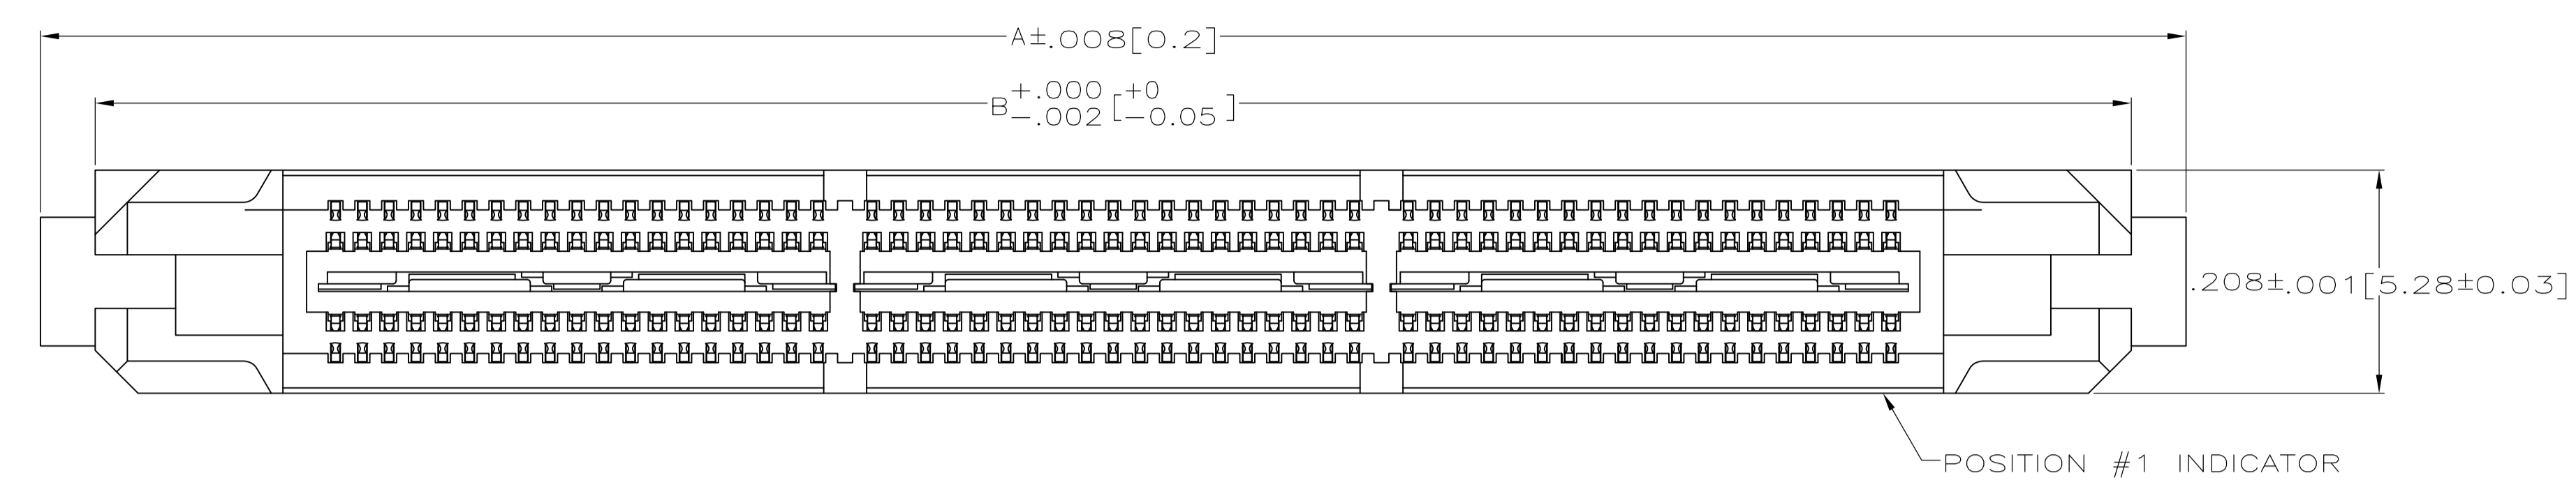 A±.008[0.2]
B +.000 [+0
-.002 -0.05]
.208±.001[5.28±0.03]
POSITION #1 INDICATOR